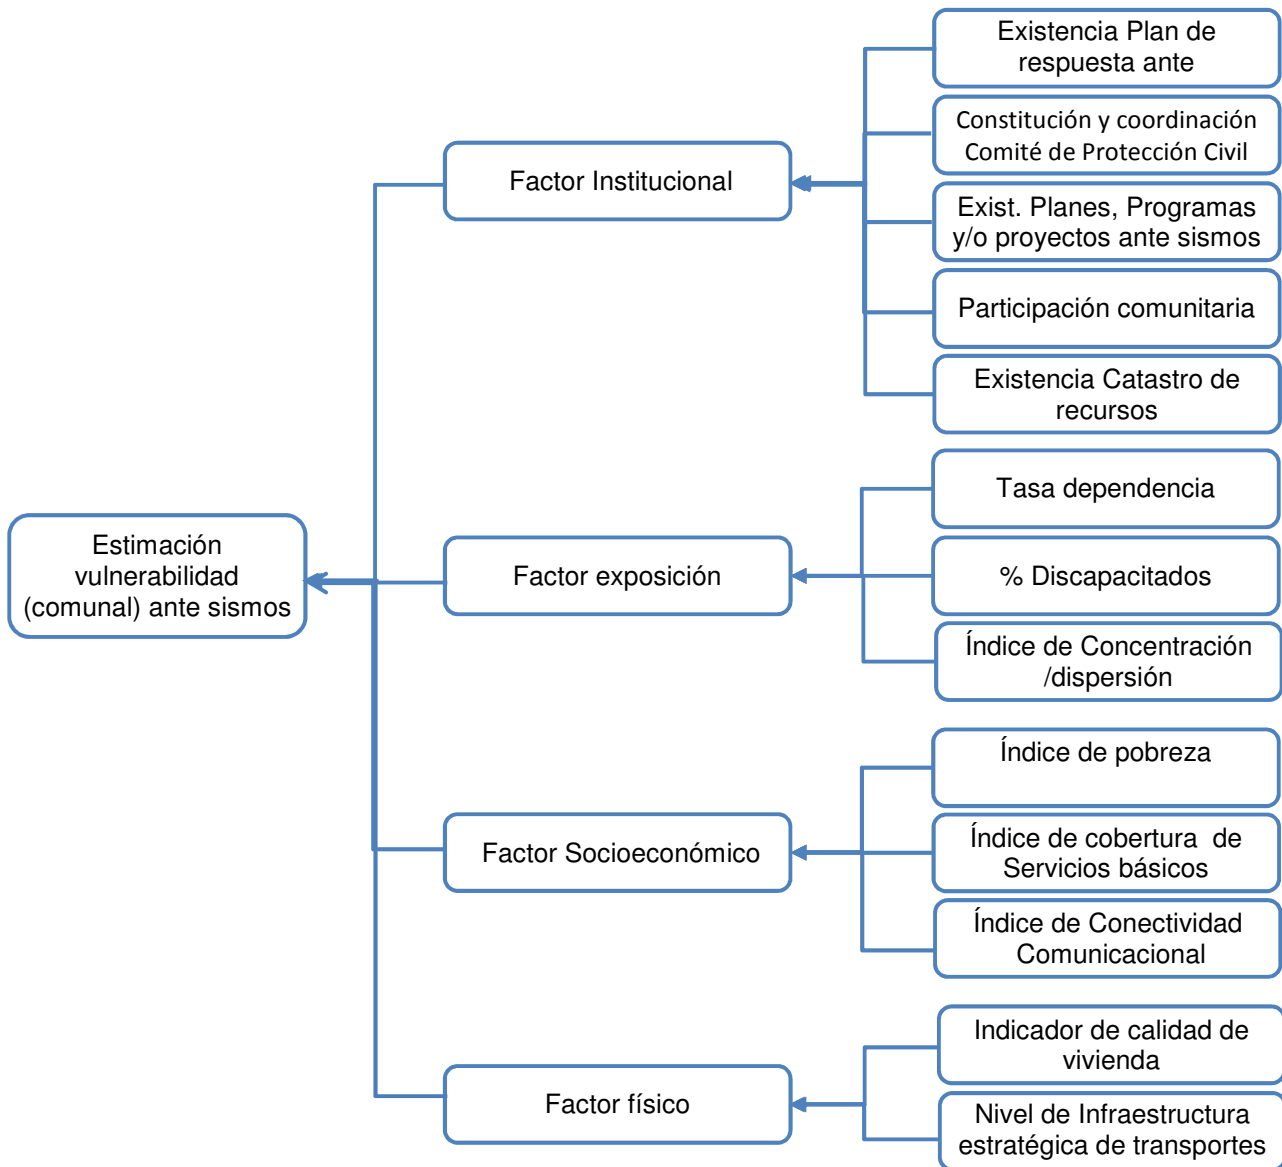 Existencia Plan de
respuesta ante
Constitución y coordinación
Comité de Protección Civil
Factor Institucional
Exist. Planes, Programas
y/o proyectos ante sismos
Participación comunitaria
Existencia Catastro de
recursos
Tasa dependencia
Estimación
vulnerabilidad
(comunal) ante sismos
Factor exposición
% Discapacitados
Índice de Concentración
/dispersión
Índice de pobreza
Factor Socioeconómico
Índice de cobertura de
Servicios básicos
Índice de Conectividad
Comunicacional
Indicador de calidad de
vivienda
Factor físico
Nivel de Infraestructura
estratégica de transportes